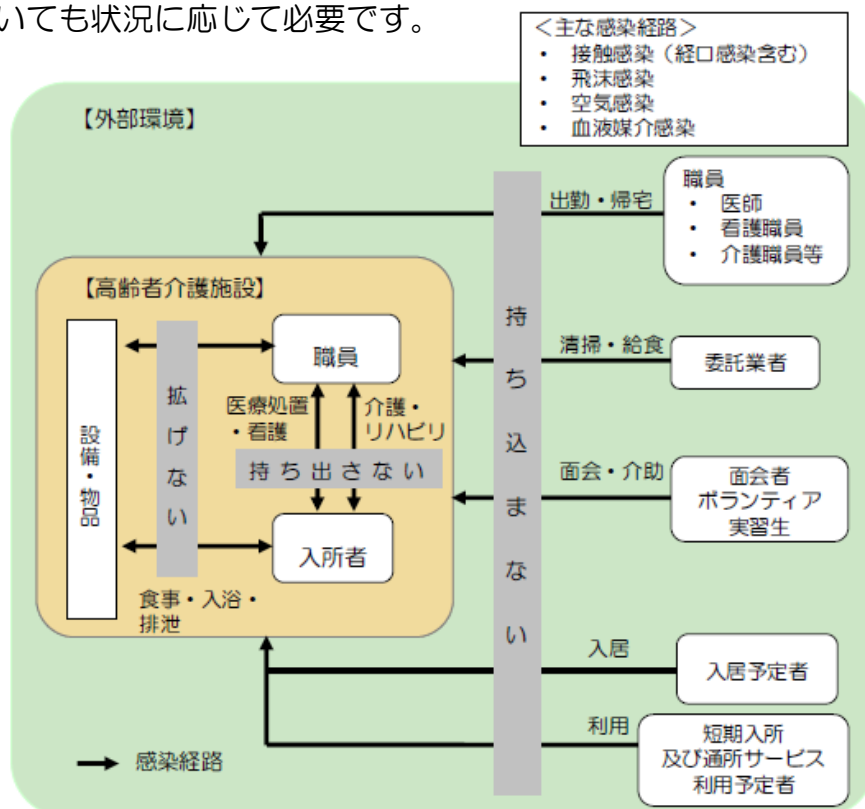 いても状況に応じて必要です。
＜主な感染経路＞
・ 接触感染（経口感染含む）
・ 飛沫感染
・ 空気感染
・ 血液媒介感染
【外部環境】
職員
・ 医師
・ 看護職員
・ 介護職員等
出勤・帰宅
【高齢者介護施設】
持ち込まない
職員
清掃・給食
委託業者
拡げない
医療処置
・看護
介護・
リハビリ
設備・物品
持ち出さない
面会・介助
面会者
ボランティア
実習生
入所者
食事・入浴・
排泄
入居
入居予定者
利用
短期入所
及び通所サービス
利用予定者
感染経路